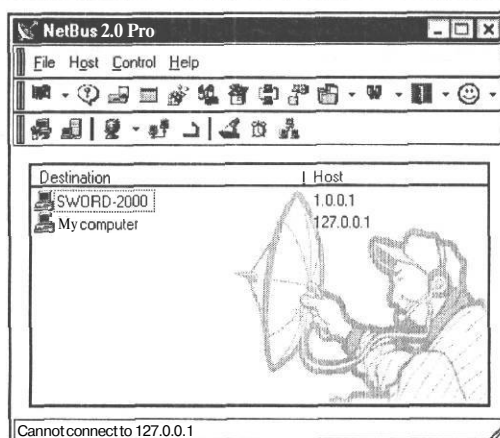 NetBus 2.0 Pro
File Host Control Help
Destination Host
SWORD-2000 1.0.0.1
My computer 127.0.0.1
Cannot connect to 127.0.0.1